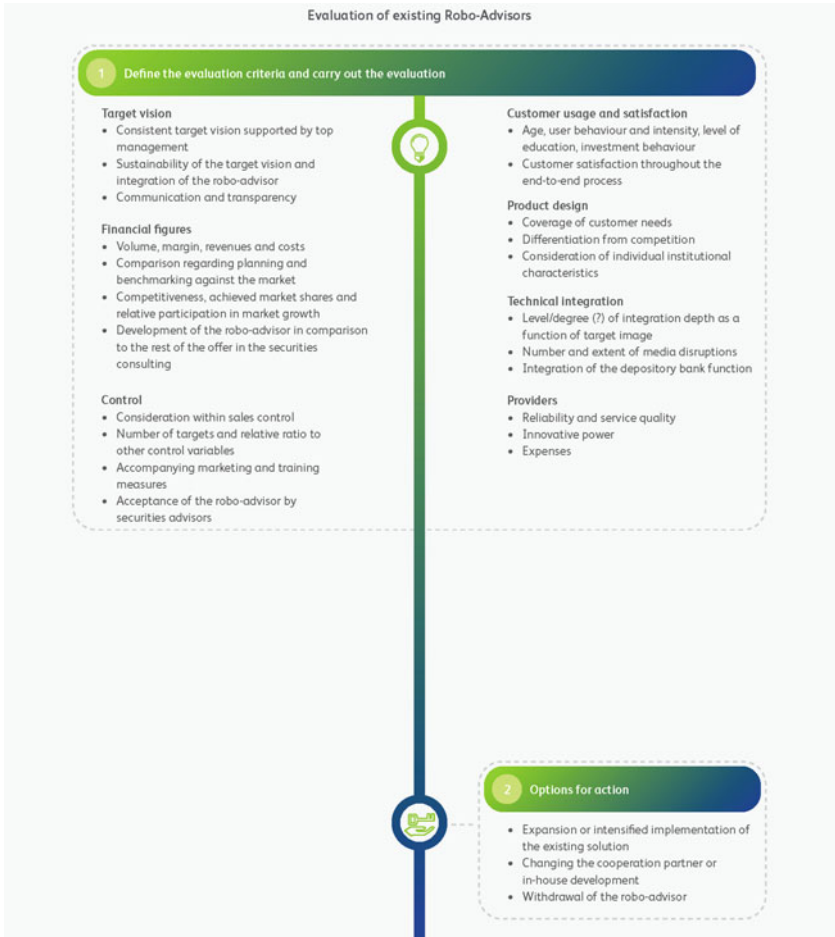 Evaluation of existing Robo-Advisors
1 Define the evaluation criteria and carry out the evaluation
Target vision
• Consistent target vision supported by top
management
• Sustainability of the target vision and
integration of the robo-advisor
• Communication and transparency
Financial figures
• Volume, margin, revenues and costs
• Comparison regarding planning and
benchmarking against the market
• Competitiveness, achieved market shares and
relative participation in market growth
• Development of the robo-advisor in comparison
to the rest of the offer in the securities
consulting
Control
• Consideration within sales control
• Number of targets and relative ratio to
other control variables
• Accompanying marketing and training
measures
• Acceptance of the robo-advisor by
securities advisors
Customer usage and satisfaction
• Age, user behaviour and intensity, level of
education, investment behaviour
• Customer satisfaction throughout the
end-to-end process
Product design
• Coverage of customer needs
• Differentiation from competition
• Consideration of individual institutional
characteristics
Technical integration
• Level/degree (?) of integration depth as a
function of target image
• Number and extent of media disruptions
• Integration of the depository bank function
Providers
• Reliability and service quality
• Innovative power
• Expenses
2 Options for action
• Expansion or intensified implementation of
the existing solution
• Changing the cooperation partner or
in-house development
• Withdrawal of the robo-advisor